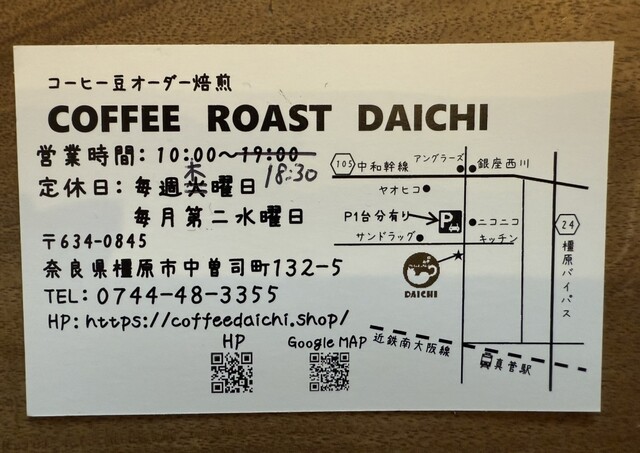 コーヒー豆オーダー焙煎
COFFEE ROAST DAICHI
営業時間: 10:00〜19:00
18:30
定休日: 毎週火曜日
木
毎月第二水曜日
〒634-0845
奈良県橿原市中曽司町132-5
TEL: 0744-48-3355
HP: https://coffeedaichi.shop/
HP
Google MAP
105 中和幹線
アングラーズ
銀座西川
ヤオヒコ
P1台分有り
P
ニコニコ
キッチン
サンドラッグ
DAICHI
24
橿原バイパス
近鉄南大阪線
真菅駅